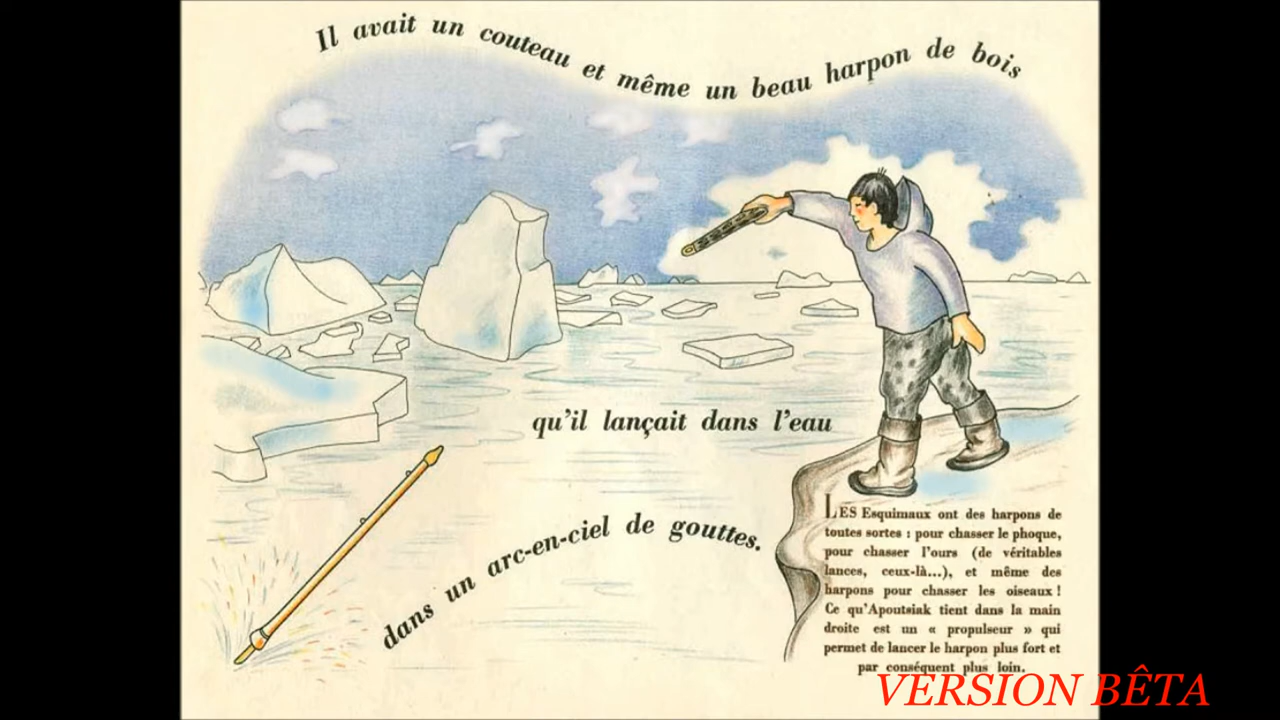 Il avait un couteau et même un beau harpon de bois
qu'il lançait dans l'eau
dans un arc-en-ciel de gouttes.
LES Esquimaux ont des harpons de
toutes sortes : pour chasser le phoque,
pour chasser l'ours (de véritables
lances, ceux-là...), et même des
harpons pour chasser les oiseaux !
Ce qu'Apoutsiak tient dans la main
droite est un « propulseur » qui
permet de lancer le harpon plus fort et
par conséquent plus loin.
VERSION BÊTA